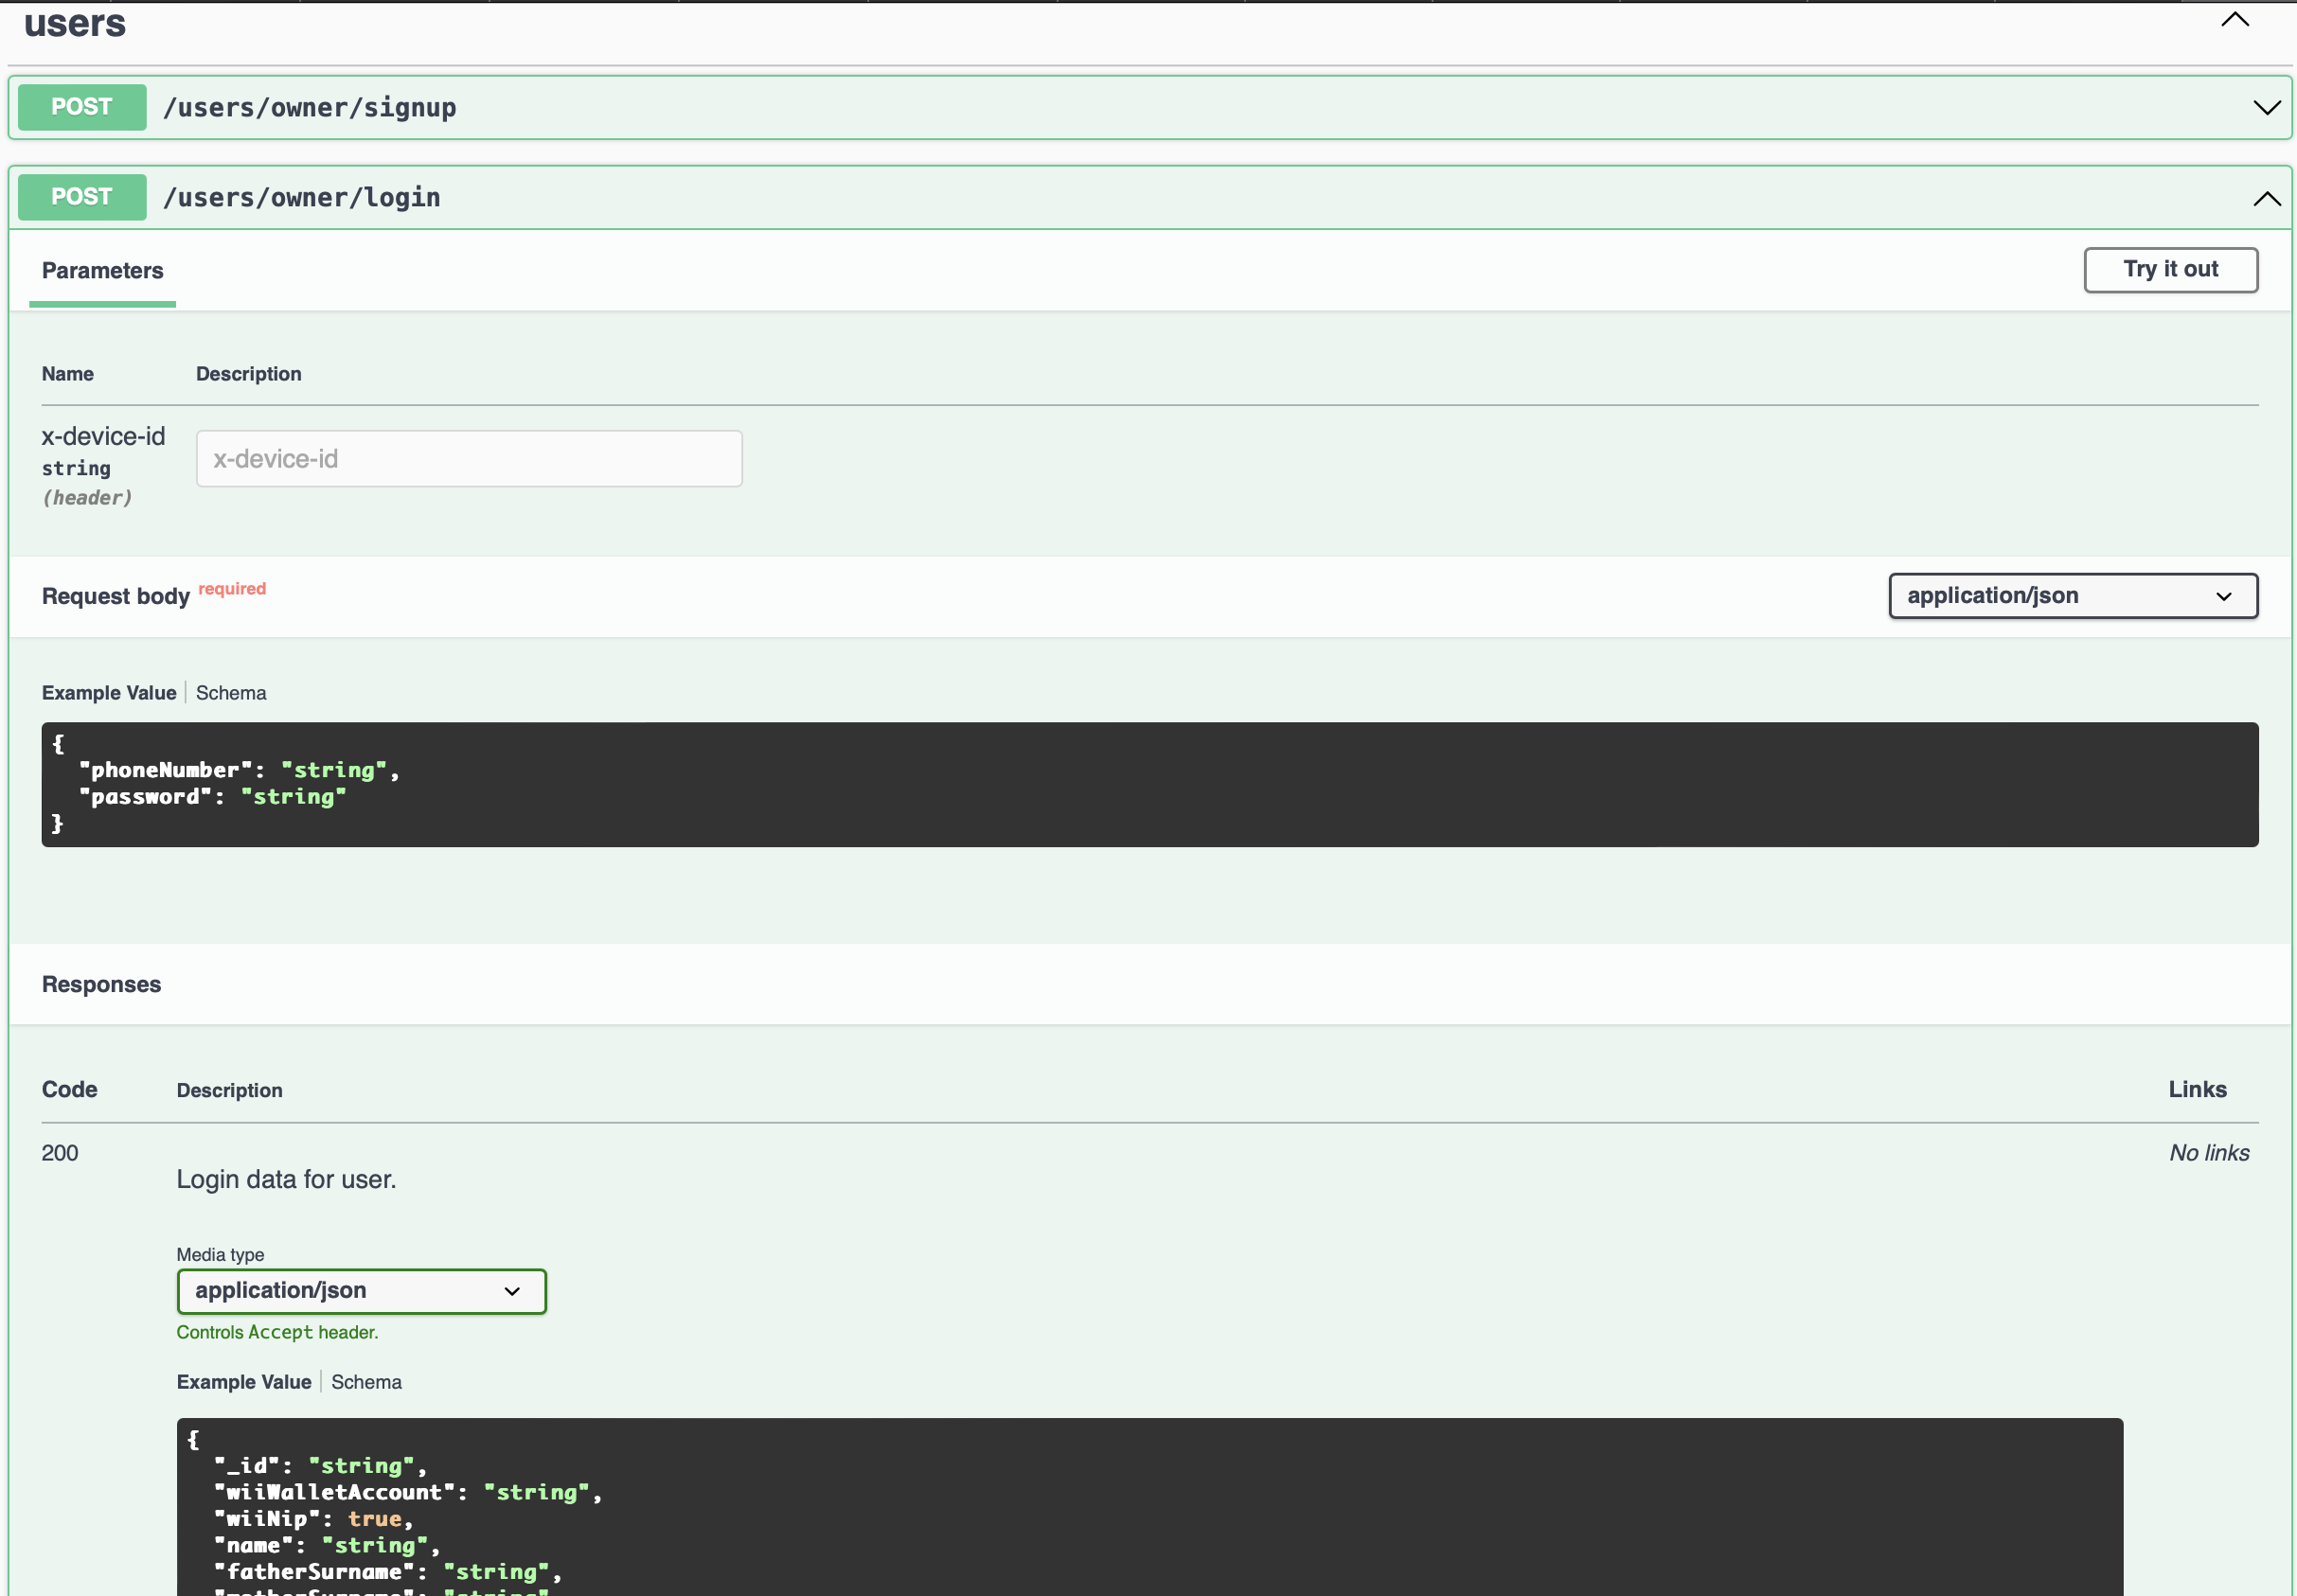 users
POST /users/owner/signup
POST /users/owner/login
Parameters
Try it out
Name Description
x-device-id
string
(header)
x-device-id
Request body required
application/json
Example Value Schema
{
  "phoneNumber": "string",
  "password": "string"
}
Responses
Code Description Links
200
Login data for user.
No links
Media type
application/json
Controls Accept header.
Example Value Schema
{
  "_id": "string",
  "wiiWalletAccount": "string",
  "wiiNip": true,
  "name": "string",
  "fatherSurname": "string",